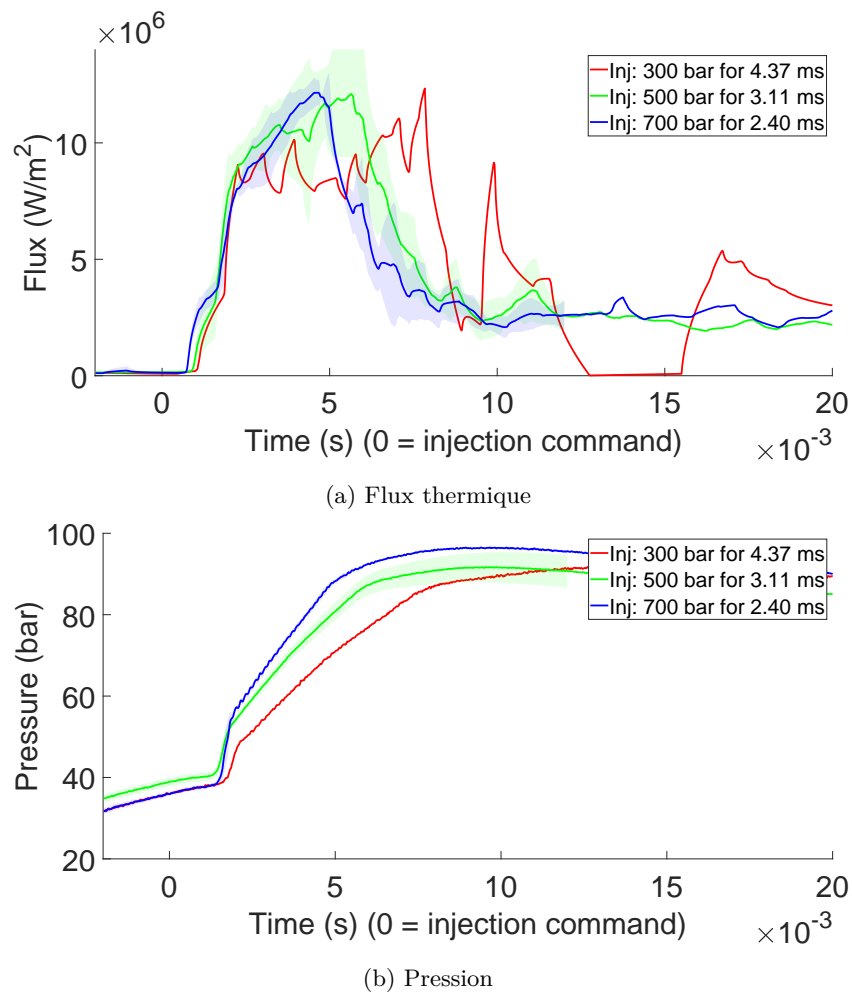 ×10⁶
Flux (W/m²)
10
5
0
Inj: 300 bar for 4.37 ms
Inj: 500 bar for 3.11 ms
Inj: 700 bar for 2.40 ms
0 5 10 15 20
Time (s) (0 = injection command)
×10⁻³
(a) Flux thermique
Pressure (bar)
100
80
60
40
20
Inj: 300 bar for 4.37 ms
Inj: 500 bar for 3.11 ms
Inj: 700 bar for 2.40 ms
0 5 10 15 20
Time (s) (0 = injection command)
×10⁻³
(b) Pression